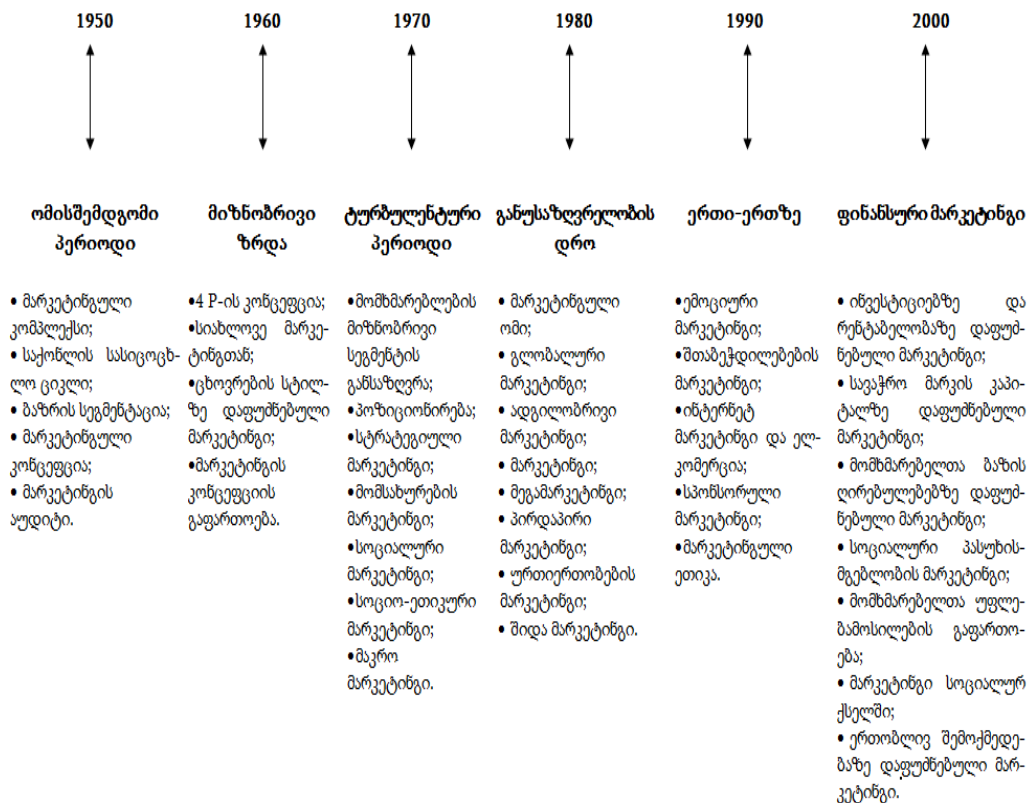 1950
1960
1970
1980
1990
2000
ომისშემდგომი
პერიოდი
• მარკეტინგული
კომპლექსი;
• საქონლის სასიცოცხ-
ლო ციკლი;
• ბაზრის სეგმენტაცია;
• მარკეტინგული
კონცეფცია;
• მარკეტინგის
აუდიტი.
მიზნობრივი
ზრდა
•4 P-ის კონცეფცია;
•სიახლოვე მარკე-
ტინგთან;
•ცხოვრების სტილ-
ზე დაფუძნებული
მარკეტინგი;
•მარკეტინგის
კონცეფციის
გაფართოება.
ტურბულენტური
პერიოდი
•მომხმარებლების
მიზნობრივი
სეგმენტის
განსაზღვრა;
•პოზიციონირება;
•სტრატეგიული
მარკეტინგი;
•მომსახურების
მარკეტინგი;
•სოციალური
მარკეტინგი;
•სოციო-ეთიკური
მარკეტინგი;
•მაკრო
მარკეტინგი.
განუსაზღვრელობის
დრო
• მარკეტინგული
ომი;
• გლობალური
მარკეტინგი;
• ადგილობრივი
მარკეტინგი;
• მარკეტინგი;
• მეგამარკეტინგი;
• პირდაპირი
მარკეტინგი;
• ურთიერთობების
მარკეტინგი;
• შიდა მარკეტინგი.
ერთი-ერთზე
•ემოციური
მარკეტინგი;
•შთაბეჭდილებების
მარკეტინგი;
•ინტერნეტ
მარკეტინგი და ელ-
კომერცია;
•სპონსორული
მარკეტინგი;
•მარკეტინგული
ეთიკა.
ფინანსური მარკეტინგი
• ინვესტიციებზე და
რენტაბელობაზე დაფუძ-
ნებული მარკეტინგი;
• სავაჭრო მარკის კაპი-
ტალზე დაფუძნებული
მარკეტინგი;
• მომხმარებელთა ბაზის
ღირებულებებზე დაფუძ-
ნებული მარკეტინგი;
• სოციალური პასუხის-
მგებლობის მარკეტინგი;
• მომხმარებელთა უფლე-
ბამოსილების გაფართო-
ება;
• მარკეტინგი სოციალურ
ქსელში;
• ერთობლივ შემოქმედე-
ბაზე დაფუძნებული მარ-
კეტინგი.